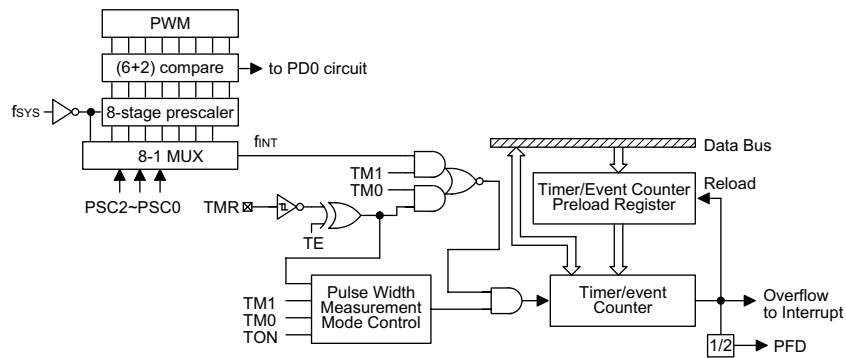 PWM
(6+2) compare
to PD0 circuit
fSYS
8-stage prescaler
8-1 MUX
fINT
PSC2~PSC0
TM1
TM0
TMR
TE
Data Bus
Timer/Event Counter
Preload Register
Reload
TM1
TM0
TON
Pulse Width
Measurement
Mode Control
Timer/event
Counter
Overflow
to Interrupt
1/2
PFD